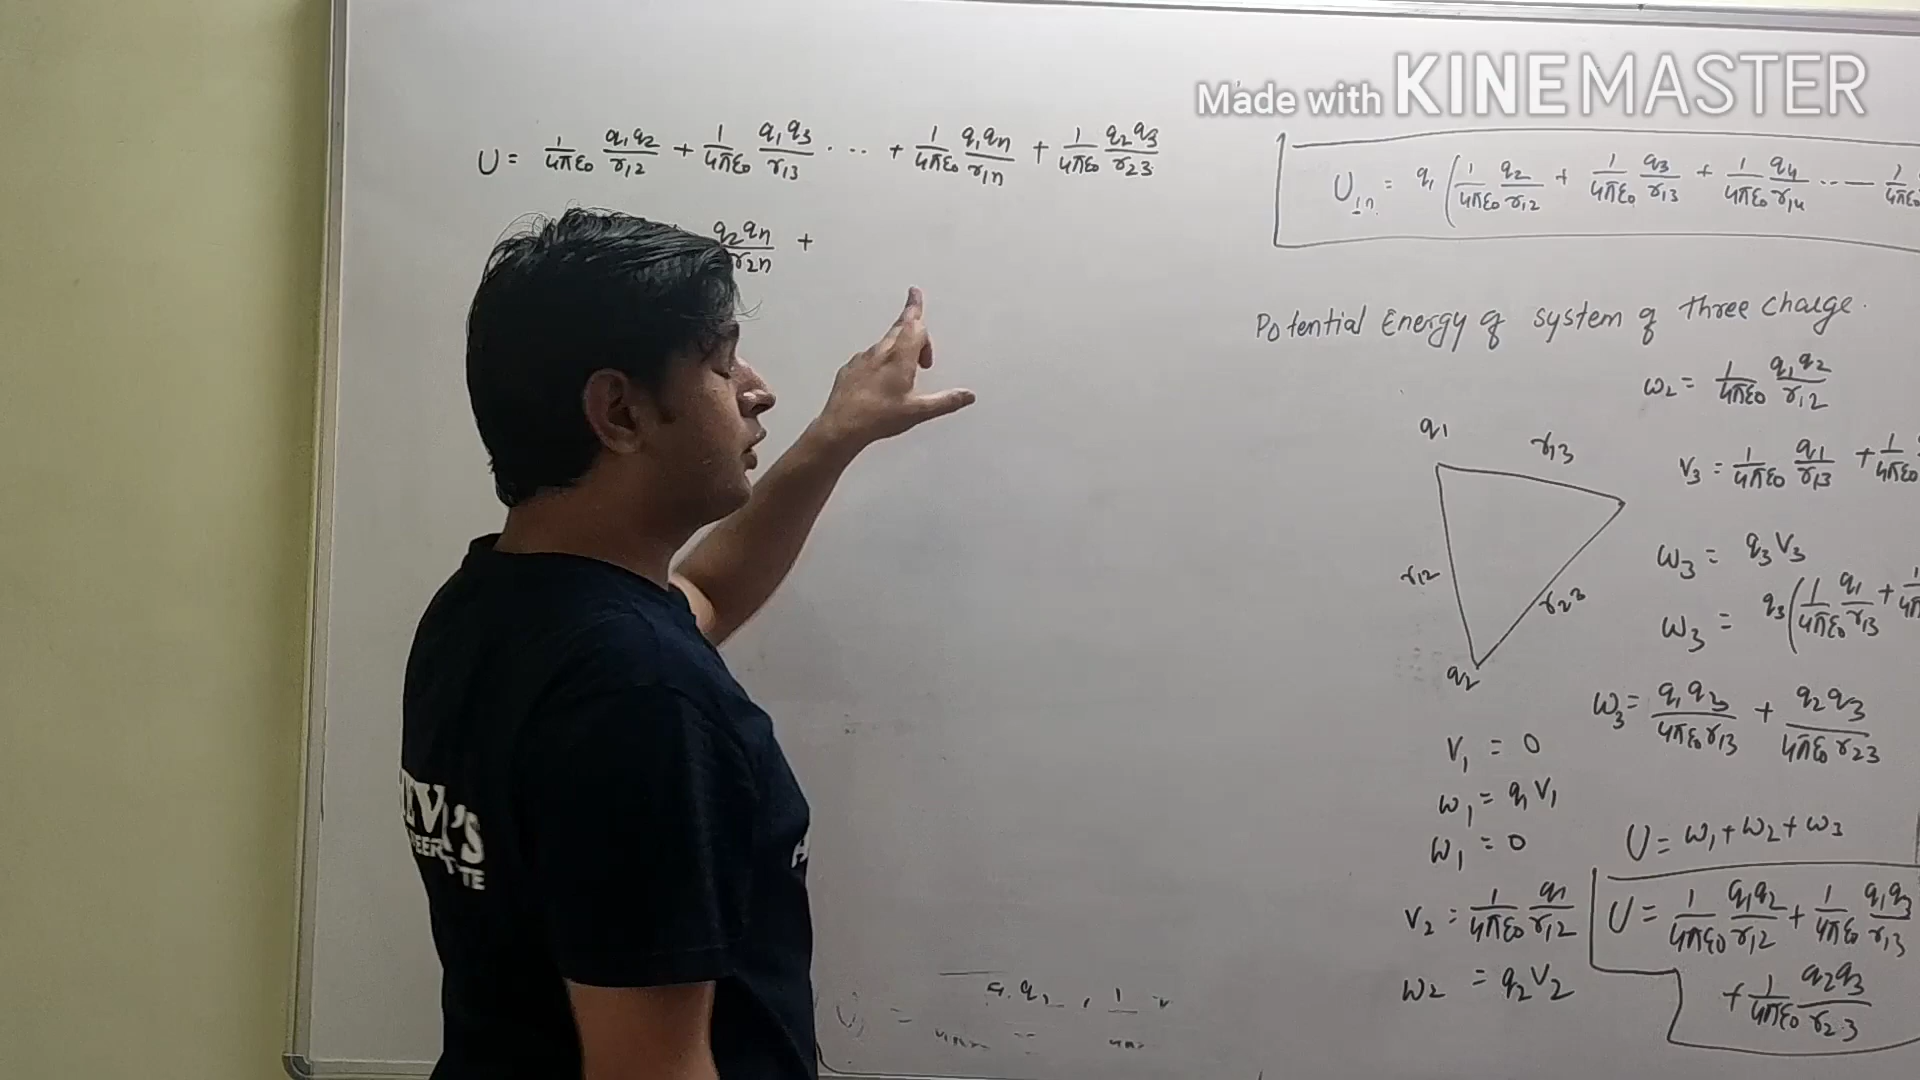 Made with KINEMASTER
U = 1/4πε₀ q₁q₂/r₁₂ + 1/4πε₀ q₁q₃/r₁₃ ... + 1/4πε₀ q₁qₙ/r₁ₙ + 1/4πε₀ q₂q₃/r₂₃
q₂qₙ/r₂ₙ +
U₁ₙ = q₁(1/4πε₀ q₂/r₁₂ + 1/4πε₀ q₃/r₁₃ + 1/4πε₀ q₄/r₁₄ ... 1/4πε₀
Potential Energy of system of three charge.
ω₂ = 1/4πε₀ q₁q₂/r₁₂
q₁
r₁₃
r₁₂
r₂₃
q₂
V₃ = 1/4πε₀ q₁/r₁₃ + 1/4πε₀
ω₃ = q₃V₃
ω₃ = q₃(1/4πε₀ q₁/r₁₃ +
ω₃ = q₁q₃/4πε₀r₁₃ + q₂q₃/4πε₀r₂₃
V₁ = 0
ω₁ = q₁V₁
ω₁ = 0
V₂ = 1/4πε₀ q₁/r₁₂
ω₂ = q₂V₂
U = ω₁ + ω₂ + ω₃
U = 1/4πε₀ q₁q₂/r₁₂ + 1/4πε₀ q₁q₃/r₁₃
+ 1/4πε₀ q₂q₃/r₂₃